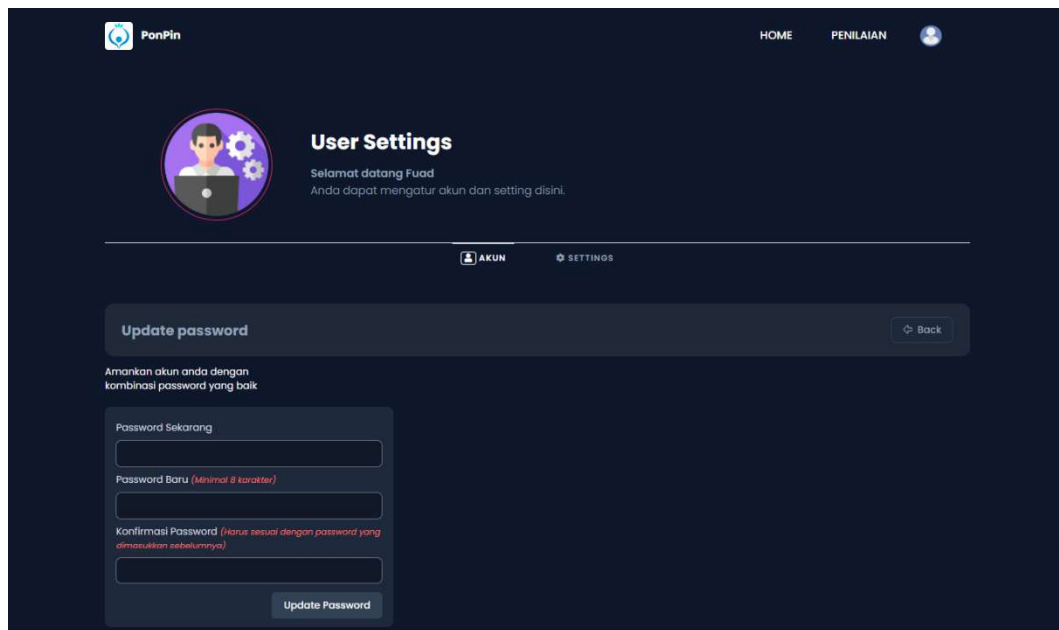 PonPin
HOME PENILAIAN
User Settings
Selamat datang Fuad
Anda dapat mengatur akun dan setting disini.
AKUN SETTINGS
Update password
Back
Amankan akun anda dengan
kombinasi password yang baik
Password Sekarang
Password Baru (Minimal 8 karakter)
Konfirmasi Password (Harus sesuai dengan password yang
dimasukkan sebelumnya)
Update Password